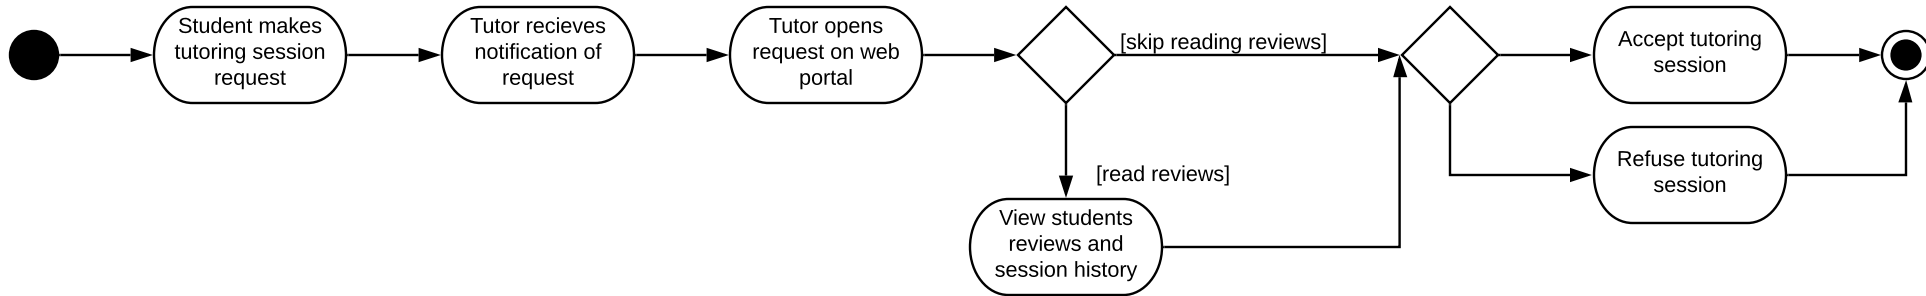 Student makes
tutoring session
request
Tutor recieves
notification of
request
Tutor opens
request on web
portal
[skip reading reviews]
Accept tutoring
session
[read reviews]
Refuse tutoring
session
View students
reviews and
session history